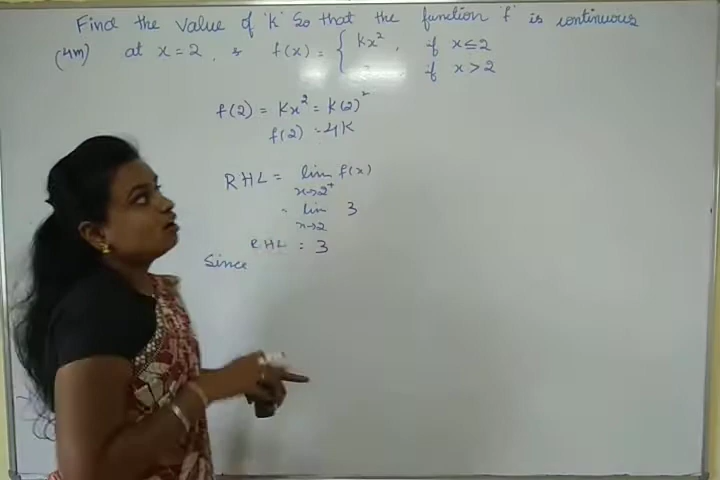 Find the value of 'K' so that the function 'f' is continuous
(4m) at x = 2, f(x) = { Kx², if x ≤ 2
if x > 2
f(2) = Kx² = K(2)²
f(2) = 4K
RHL = lim f(x)
x→2⁺
= lim 3
x→2
RHL = 3
Since